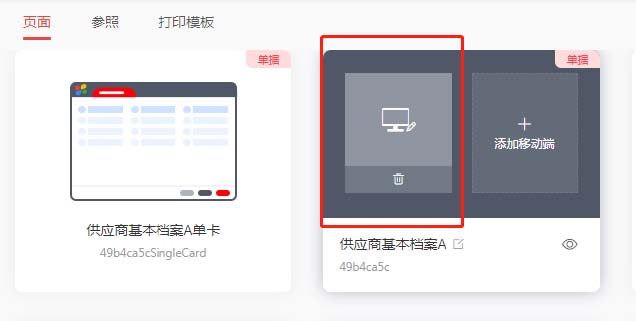 页面 参照 打印模板
单据
供应商基本档案A单卡
49b4ca5cSingleCard
单据
添加移动端
供应商基本档案A
49b4ca5c